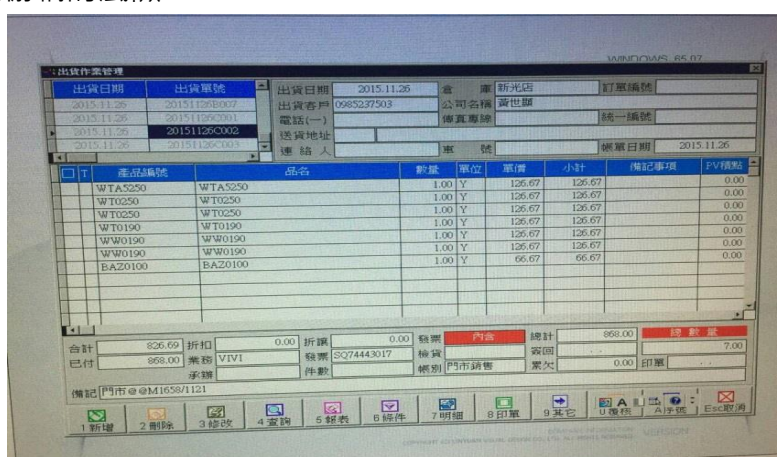 WINDOWS 65.07
出貨作業管理
出貨日期 出貨單號
2015.11.26 20151126B007
2015.11.26 20151126C001
2015.11.26 20151126C002
2015.11.26 20151126C003
出貨日期 2015.11.26 倉 庫 新光店 訂單編號
出貨客戶 0985237503 公司名稱 黃世顯
電話(一) 傳真專線 統一編號
送貨地址
連 絡 人 車 號 帳單日期 2015.11.26
T 產品編號 品名 數量 單位 單價 小計 備記事項 PV積點
WTA5250 WTA5250 1.00 Y 126.67 126.67 0.00
WT0250 WT0250 1.00 Y 126.67 126.67 0.00
WT0250 WT0250 1.00 Y 126.67 126.67 0.00
WT0190 WT0190 1.00 Y 126.67 126.67 0.00
WW0190 WW0190 1.00 Y 126.67 126.67 0.00
WW0190 WW0190 1.00 Y 126.67 126.67 0.00
BAZ0100 BAZ0100 1.00 Y 66.67 66.67 0.00
合計 826.69 折扣 0.00 折讓 0.00 發票 內含 總計 868.00 總 數 量
已付 868.00 業務 VIVI 發票 SQ74443017 檢貨 簽回 7.00
承辦 件數 帳別 門市銷售 累欠 0.00 印單
備記 門市@@M1658/1121
1新增 2刪除 3修改 4查詢 5報表 6條件 7明細 8印單 9其它 U覆核 A序號 Esc取消